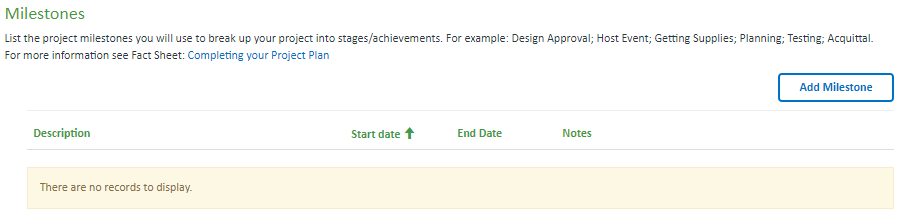 Milestones
List the project milestones you will use to break up your project into stages/achievements. For example: Design Approval; Host Event; Getting Supplies; Planning; Testing; Acquittal.
For more information see Fact Sheet: Completing your Project Plan
Add Milestone
Description Start date End Date Notes
There are no records to display.